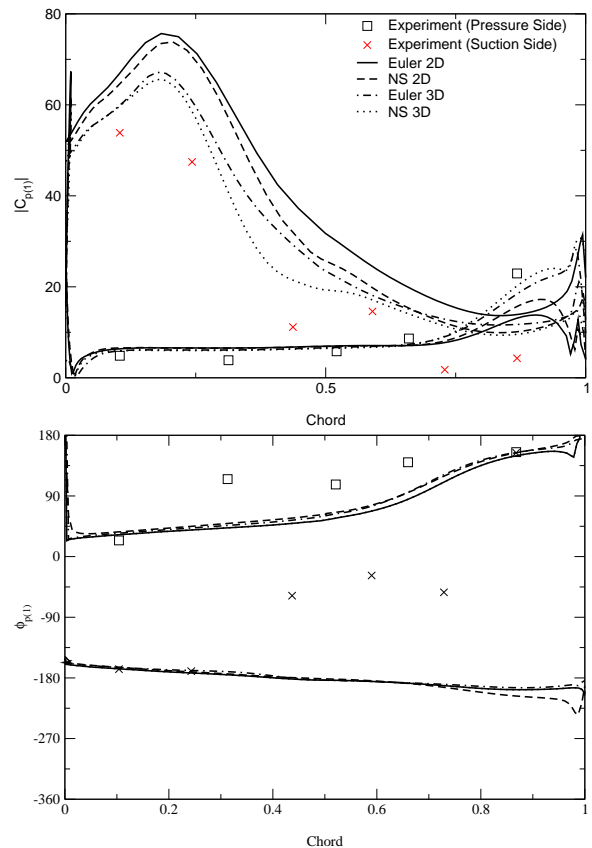 Experiment (Pressure Side)
Experiment (Suction Side)
Euler 2D
NS 2D
Euler 3D
NS 3D
80
60
40
20
0
|C_p(1)|
0 0.5 1
Chord
180
90
0
-90
-180
-270
-360
ϕ_p(1)
0 0.2 0.4 0.6 0.8 1
Chord